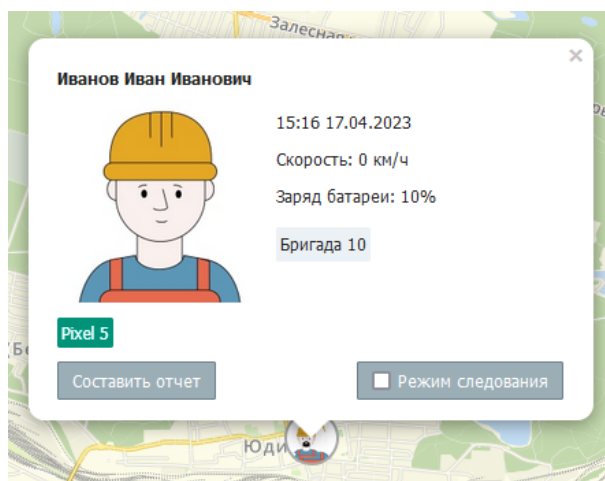 Залесная
Иванов Иван Иванович
15:16 17.04.2023
Скорость: 0 км/ч
Заряд батареи: 10%
Бригада 10
Pixel 5
Составить отчет
Режим следования